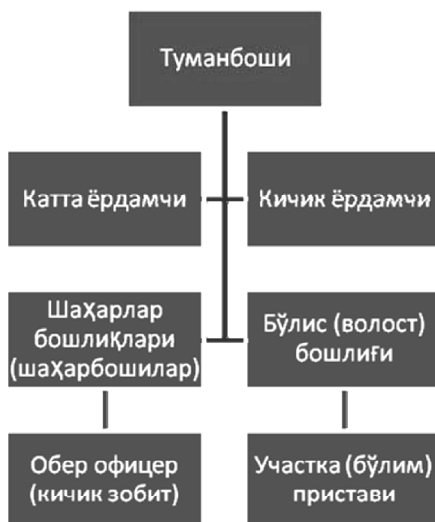 Туманбоши
Катта ёрдамчи
Кичик ёрдамчи
Шаҳарлар
бошлиқлари
(шаҳарбошилар)
Бўлис (волост)
бошлиғи
Обер офицер
(кичик зобит)
Участка (бўлим)
пристави